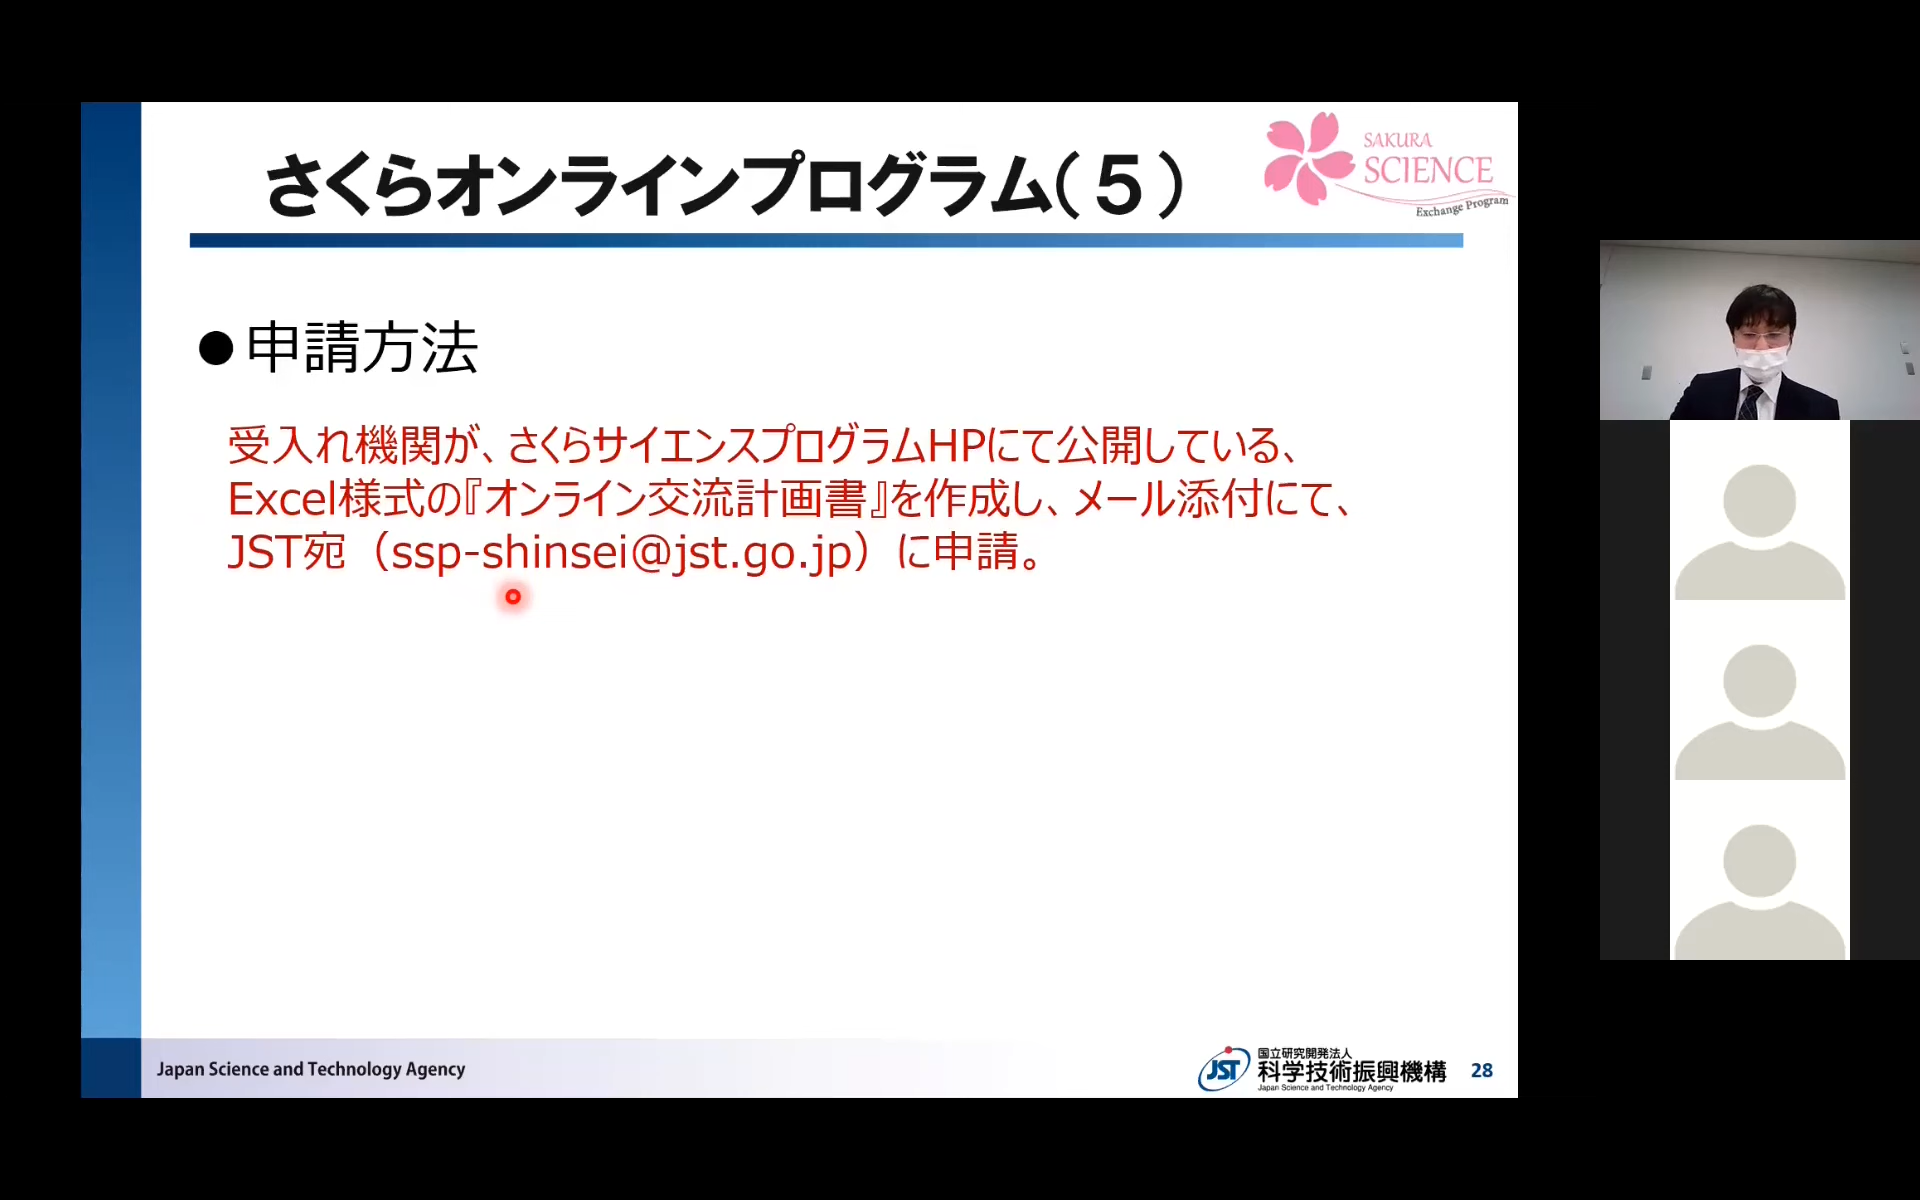 さくらオンラインプログラム（５）
SAKURA
SCIENCE
Exchange Program
●申請方法
受入れ機関が、さくらサイエンスプログラムHPにて公開している、
Excel様式の『オンライン交流計画書』を作成し、メール添付にて、
JST宛（ssp-shinsei@jst.go.jp）に申請。
Japan Science and Technology Agency
JST
国立研究開発法人
科学技術振興機構
Japan Science and Technology Agency
28